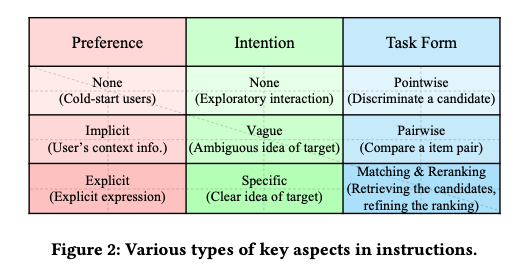 Preference Intention Task Form
None None Pointwise
(Cold-start users) (Exploratory interaction) (Discriminate a candidate)
Implicit Vague Pairwise
(User's context info.) (Ambiguous idea of target) (Compare a item pair)
Explicit Specific Matching & Reranking
(Explicit expression) (Clear idea of target) (Retrieving the candidates,
refining the ranking)
Figure 2: Various types of key aspects in instructions.